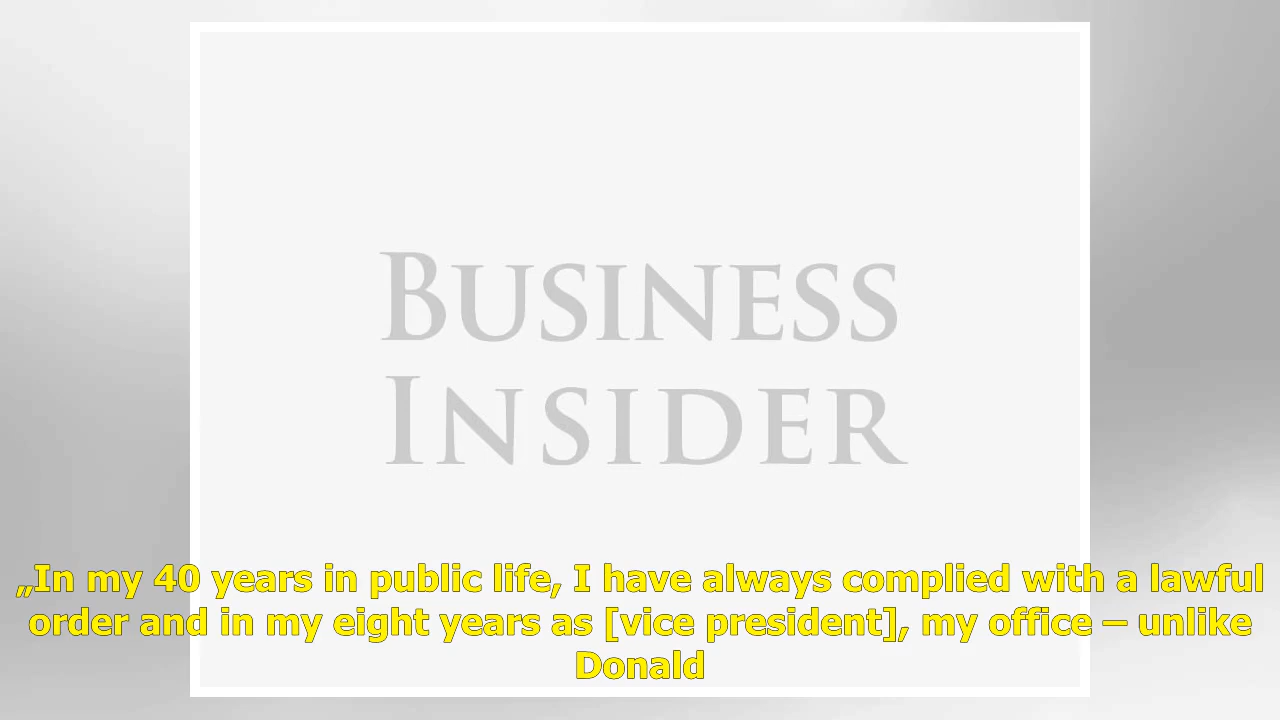 BUSINESS
INSIDER
„In my 40 years in public life, I have always complied with a lawful
order and in my eight years as [vice president], my office – unlike
Donald